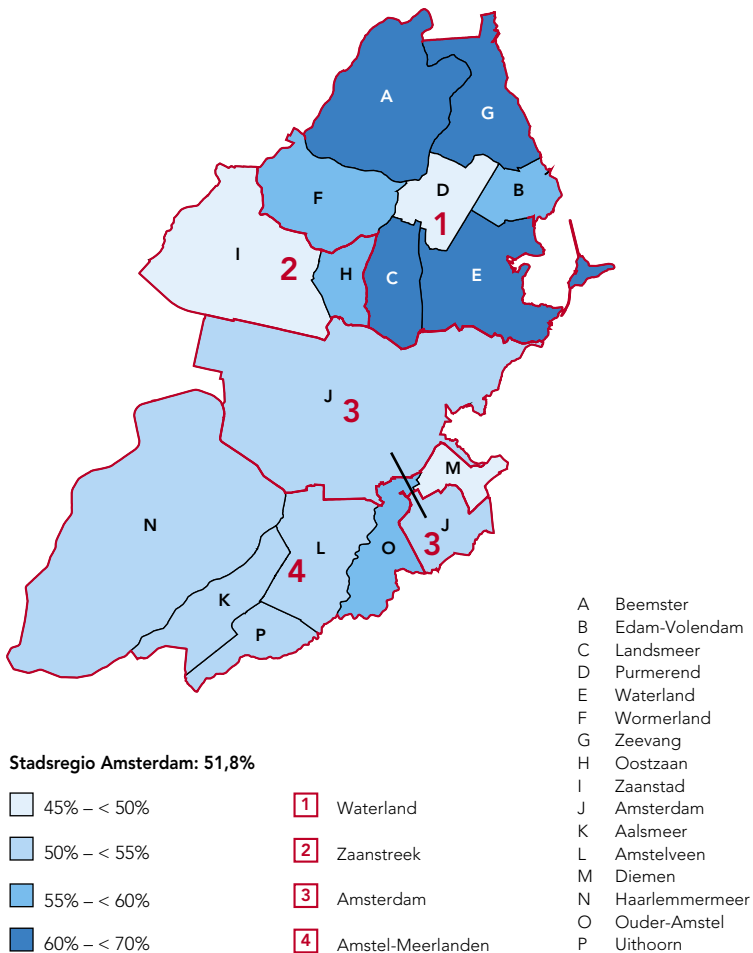 A
G
D
B
F
1
I
2
H
C
E
J
3
M
N
J
3
L
O
4
K
P
A Beemster
B Edam-Volendam
C Landsmeer
D Purmerend
E Waterland
F Wormerland
G Zeevang
H Oostzaan
I Zaanstad
J Amsterdam
K Aalsmeer
L Amstelveen
M Diemen
N Haarlemmermeer
O Ouder-Amstel
P Uithoorn
Stadsregio Amsterdam: 51,8%
45% – < 50%
50% – < 55%
55% – < 60%
60% – < 70%
1 Waterland
2 Zaanstreek
3 Amsterdam
4 Amstel-Meerlanden